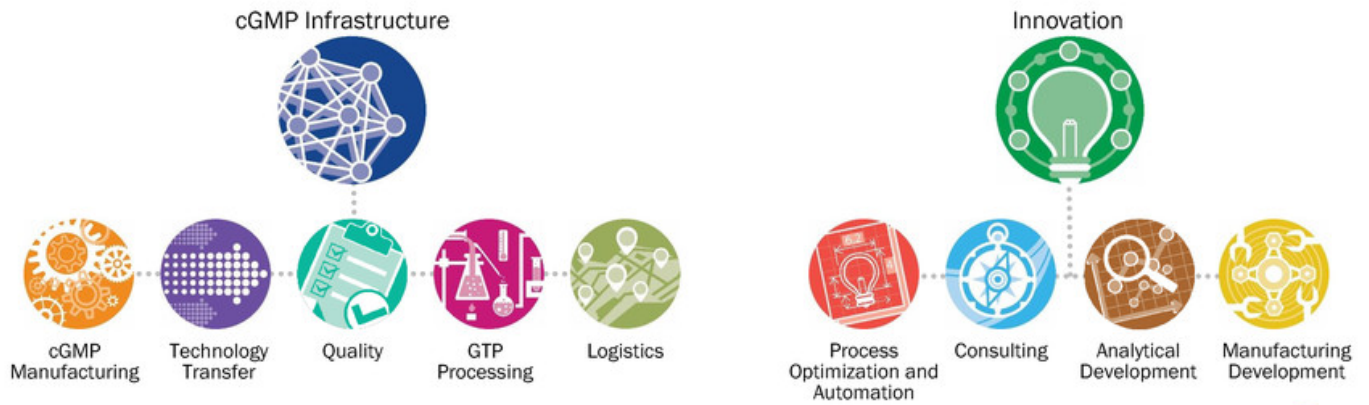 cGMP Infrastructure
Innovation
cGMP
Manufacturing
Technology
Transfer
Quality
GTP
Processing
Logistics
Process
Optimization and
Automation
Consulting
Analytical
Development
Manufacturing
Development